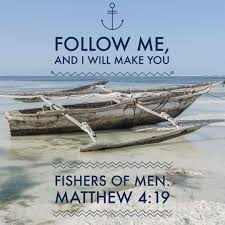 FOLLOW ME,
AND I WILL MAKE YOU
FISHERS OF MEN.
MATTHEW 4:19